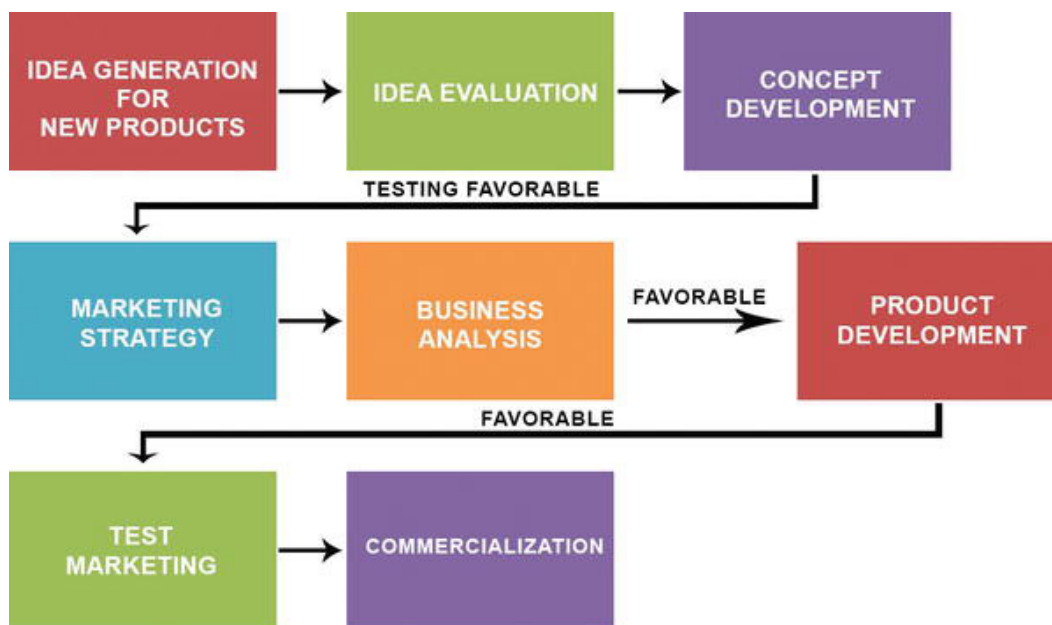 IDEA GENERATION
FOR
NEW PRODUCTS
IDEA EVALUATION
CONCEPT
DEVELOPMENT
TESTING FAVORABLE
MARKETING
STRATEGY
BUSINESS
ANALYSIS
FAVORABLE
PRODUCT
DEVELOPMENT
FAVORABLE
TEST
MARKETING
COMMERCIALIZATION